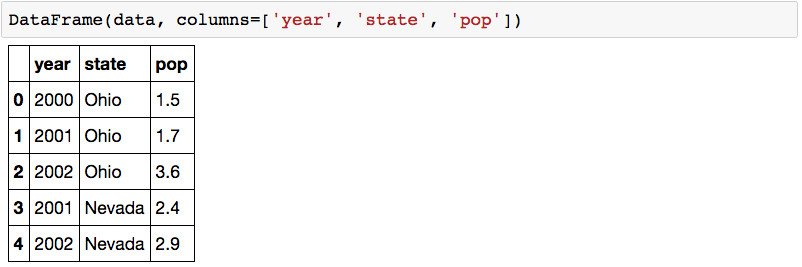 DataFrame(data, columns=['year', 'state', 'pop'])
year state pop
0 2000 Ohio 1.5
1 2001 Ohio 1.7
2 2002 Ohio 3.6
3 2001 Nevada 2.4
4 2002 Nevada 2.9